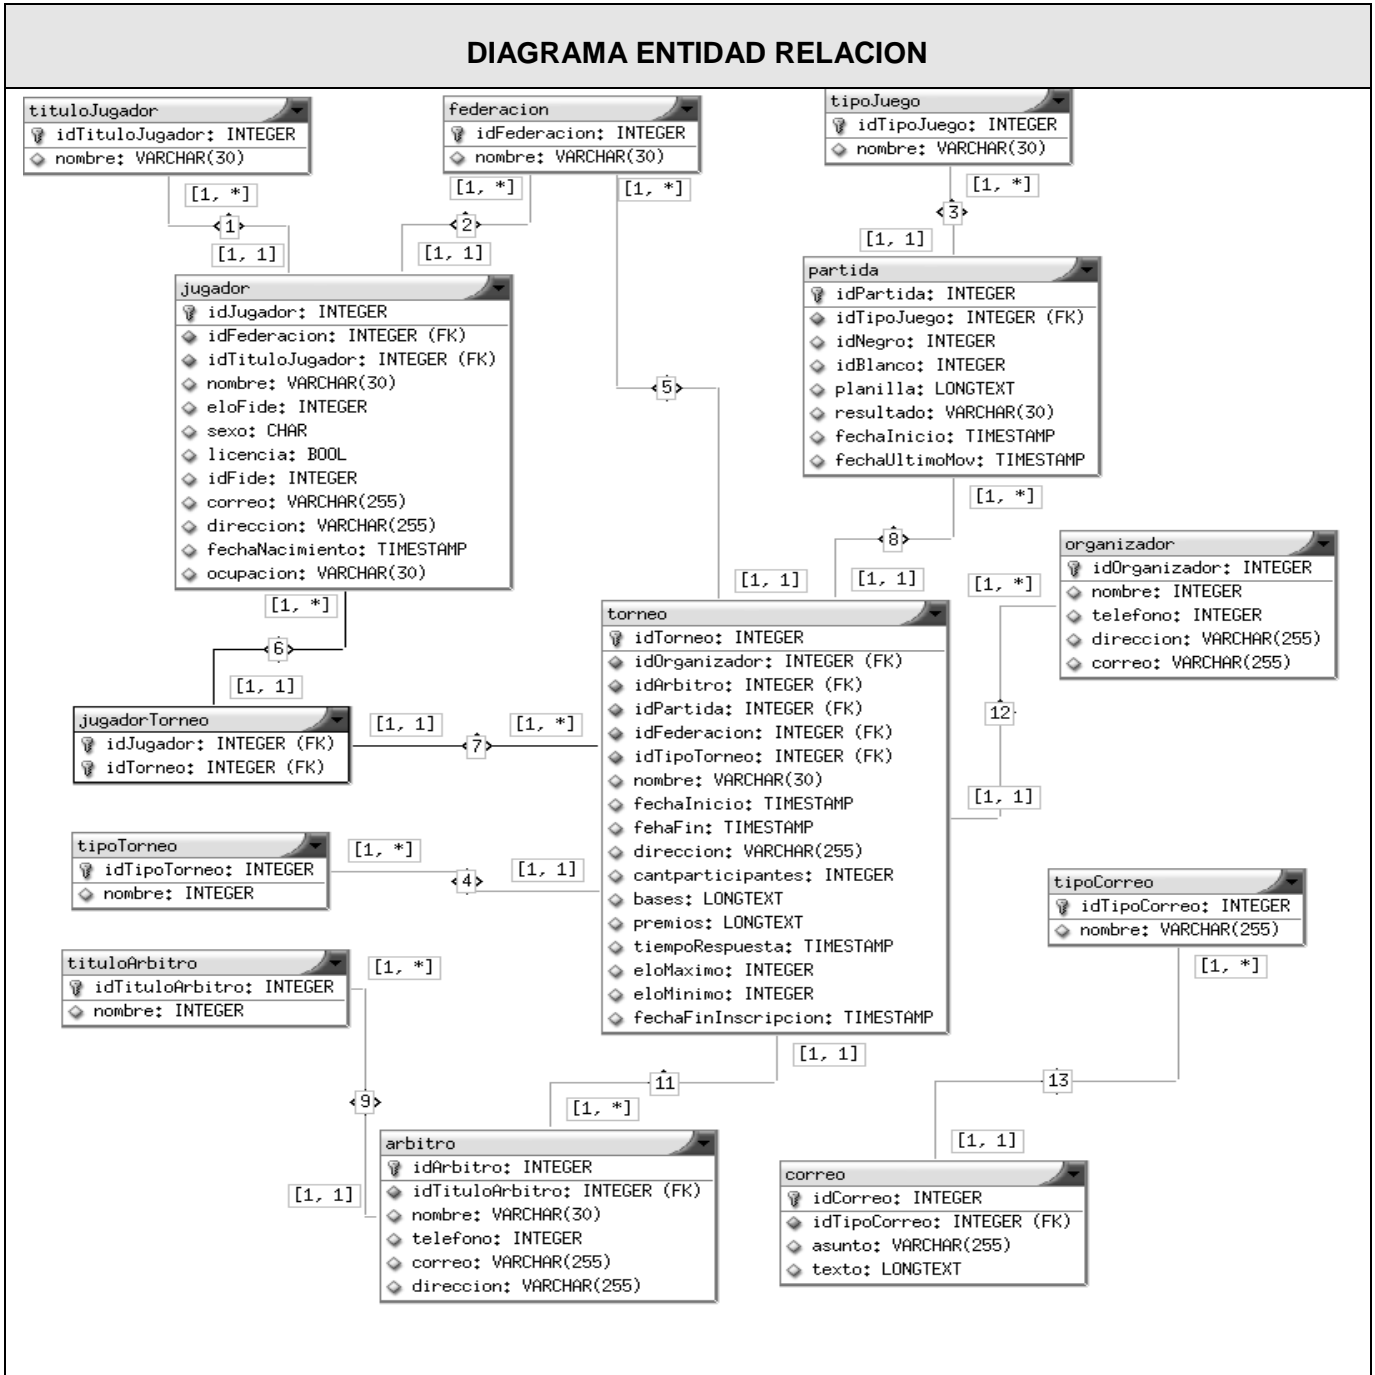 DIAGRAMA ENTIDAD RELACION
tituloJugador
idTituloJugador: INTEGER
nombre: VARCHAR(30)
federacion
idFederacion: INTEGER
nombre: VARCHAR(30)
tipoJuego
idTipoJuego: INTEGER
nombre: VARCHAR(30)
[1, *]
[1, *]
[1, *]
[1, *]
1
2
3
[1, 1]
[1, 1]
[1, 1]
jugador
idJugador: INTEGER
idFederacion: INTEGER (FK)
idTituloJugador: INTEGER (FK)
nombre: VARCHAR(30)
eloFide: INTEGER
sexo: CHAR
licencia: BOOL
idFide: INTEGER
correo: VARCHAR(255)
direccion: VARCHAR(255)
fechaNacimiento: TIMESTAMP
ocupacion: VARCHAR(30)
5
partida
idPartida: INTEGER
idTipoJuego: INTEGER (FK)
idNegro: INTEGER
idBlanco: INTEGER
planilla: LONGTEXT
resultado: VARCHAR(30)
fechaInicio: TIMESTAMP
fechaUltimoMov: TIMESTAMP
[1, *]
8
[1, 1]
[1, 1]
[1, *]
organizador
idOrganizador: INTEGER
nombre: INTEGER
telefono: INTEGER
direccion: VARCHAR(255)
correo: VARCHAR(255)
[1, *]
6
[1, 1]
torneo
idTorneo: INTEGER
idOrganizador: INTEGER (FK)
idArbitro: INTEGER (FK)
idPartida: INTEGER (FK)
idFederacion: INTEGER (FK)
idTipoTorneo: INTEGER (FK)
nombre: VARCHAR(30)
fechaInicio: TIMESTAMP
fehaFin: TIMESTAMP
direccion: VARCHAR(255)
cantparticipantes: INTEGER
bases: LONGTEXT
premios: LONGTEXT
tiempoRespuesta: TIMESTAMP
eloMaximo: INTEGER
eloMinimo: INTEGER
fechaFinInscripcion: TIMESTAMP
12
[1, 1]
jugadorTorneo
idJugador: INTEGER (FK)
idTorneo: INTEGER (FK)
[1, 1]
7
[1, *]
tipoTorneo
idTipoTorneo: INTEGER
nombre: INTEGER
[1, *]
4
[1, 1]
tipoCorreo
idTipoCorreo: INTEGER
nombre: VARCHAR(255)
[1, *]
tituloArbitro
idTituloArbitro: INTEGER
nombre: INTEGER
[1, *]
9
[1, 1]
[1, 1]
11
[1, *]
13
[1, 1]
arbitro
idArbitro: INTEGER
idTituloArbitro: INTEGER (FK)
nombre: VARCHAR(30)
telefono: INTEGER
correo: VARCHAR(255)
direccion: VARCHAR(255)
correo
idCorreo: INTEGER
idTipoCorreo: INTEGER (FK)
asunto: VARCHAR(255)
texto: LONGTEXT